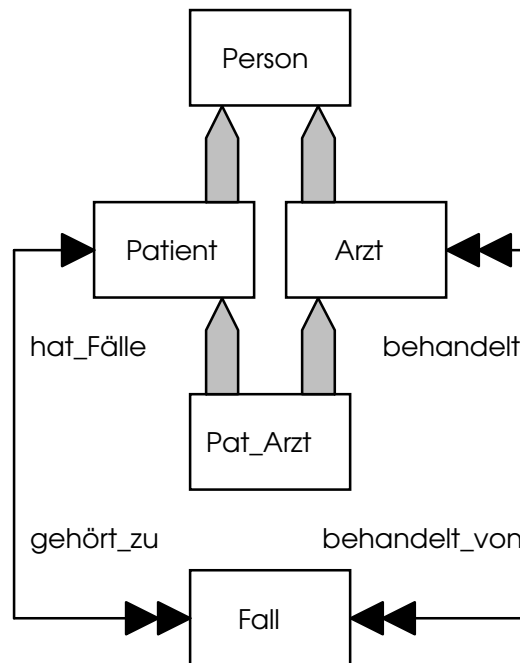 Person
Patient
Arzt
hat_Fälle
behandelt
Pat_Arzt
gehört_zu
behandelt_von
Fall